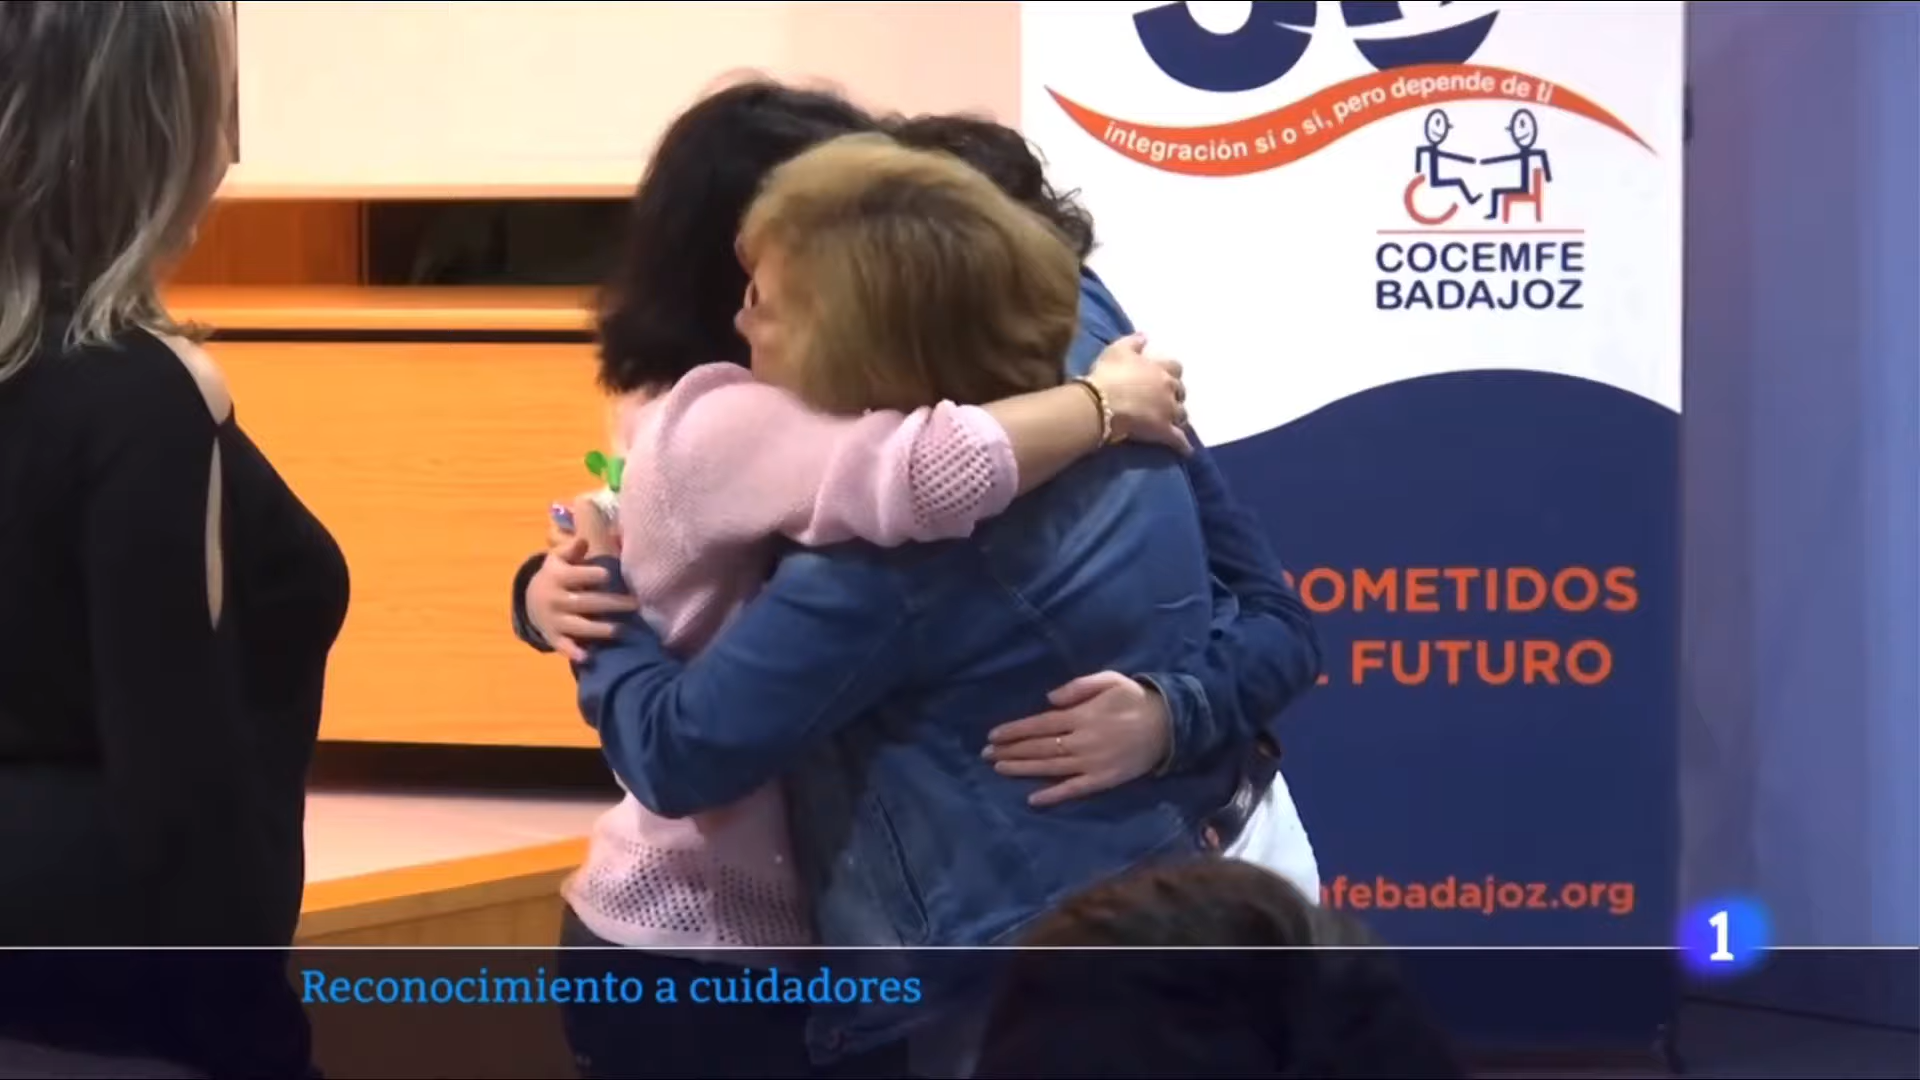 integración sí o sí, pero depende de ti
COCEMFE
BADAJOZ
OMETIDOS
FUTURO
febadajoz.org
1
Reconocimiento a cuidadores